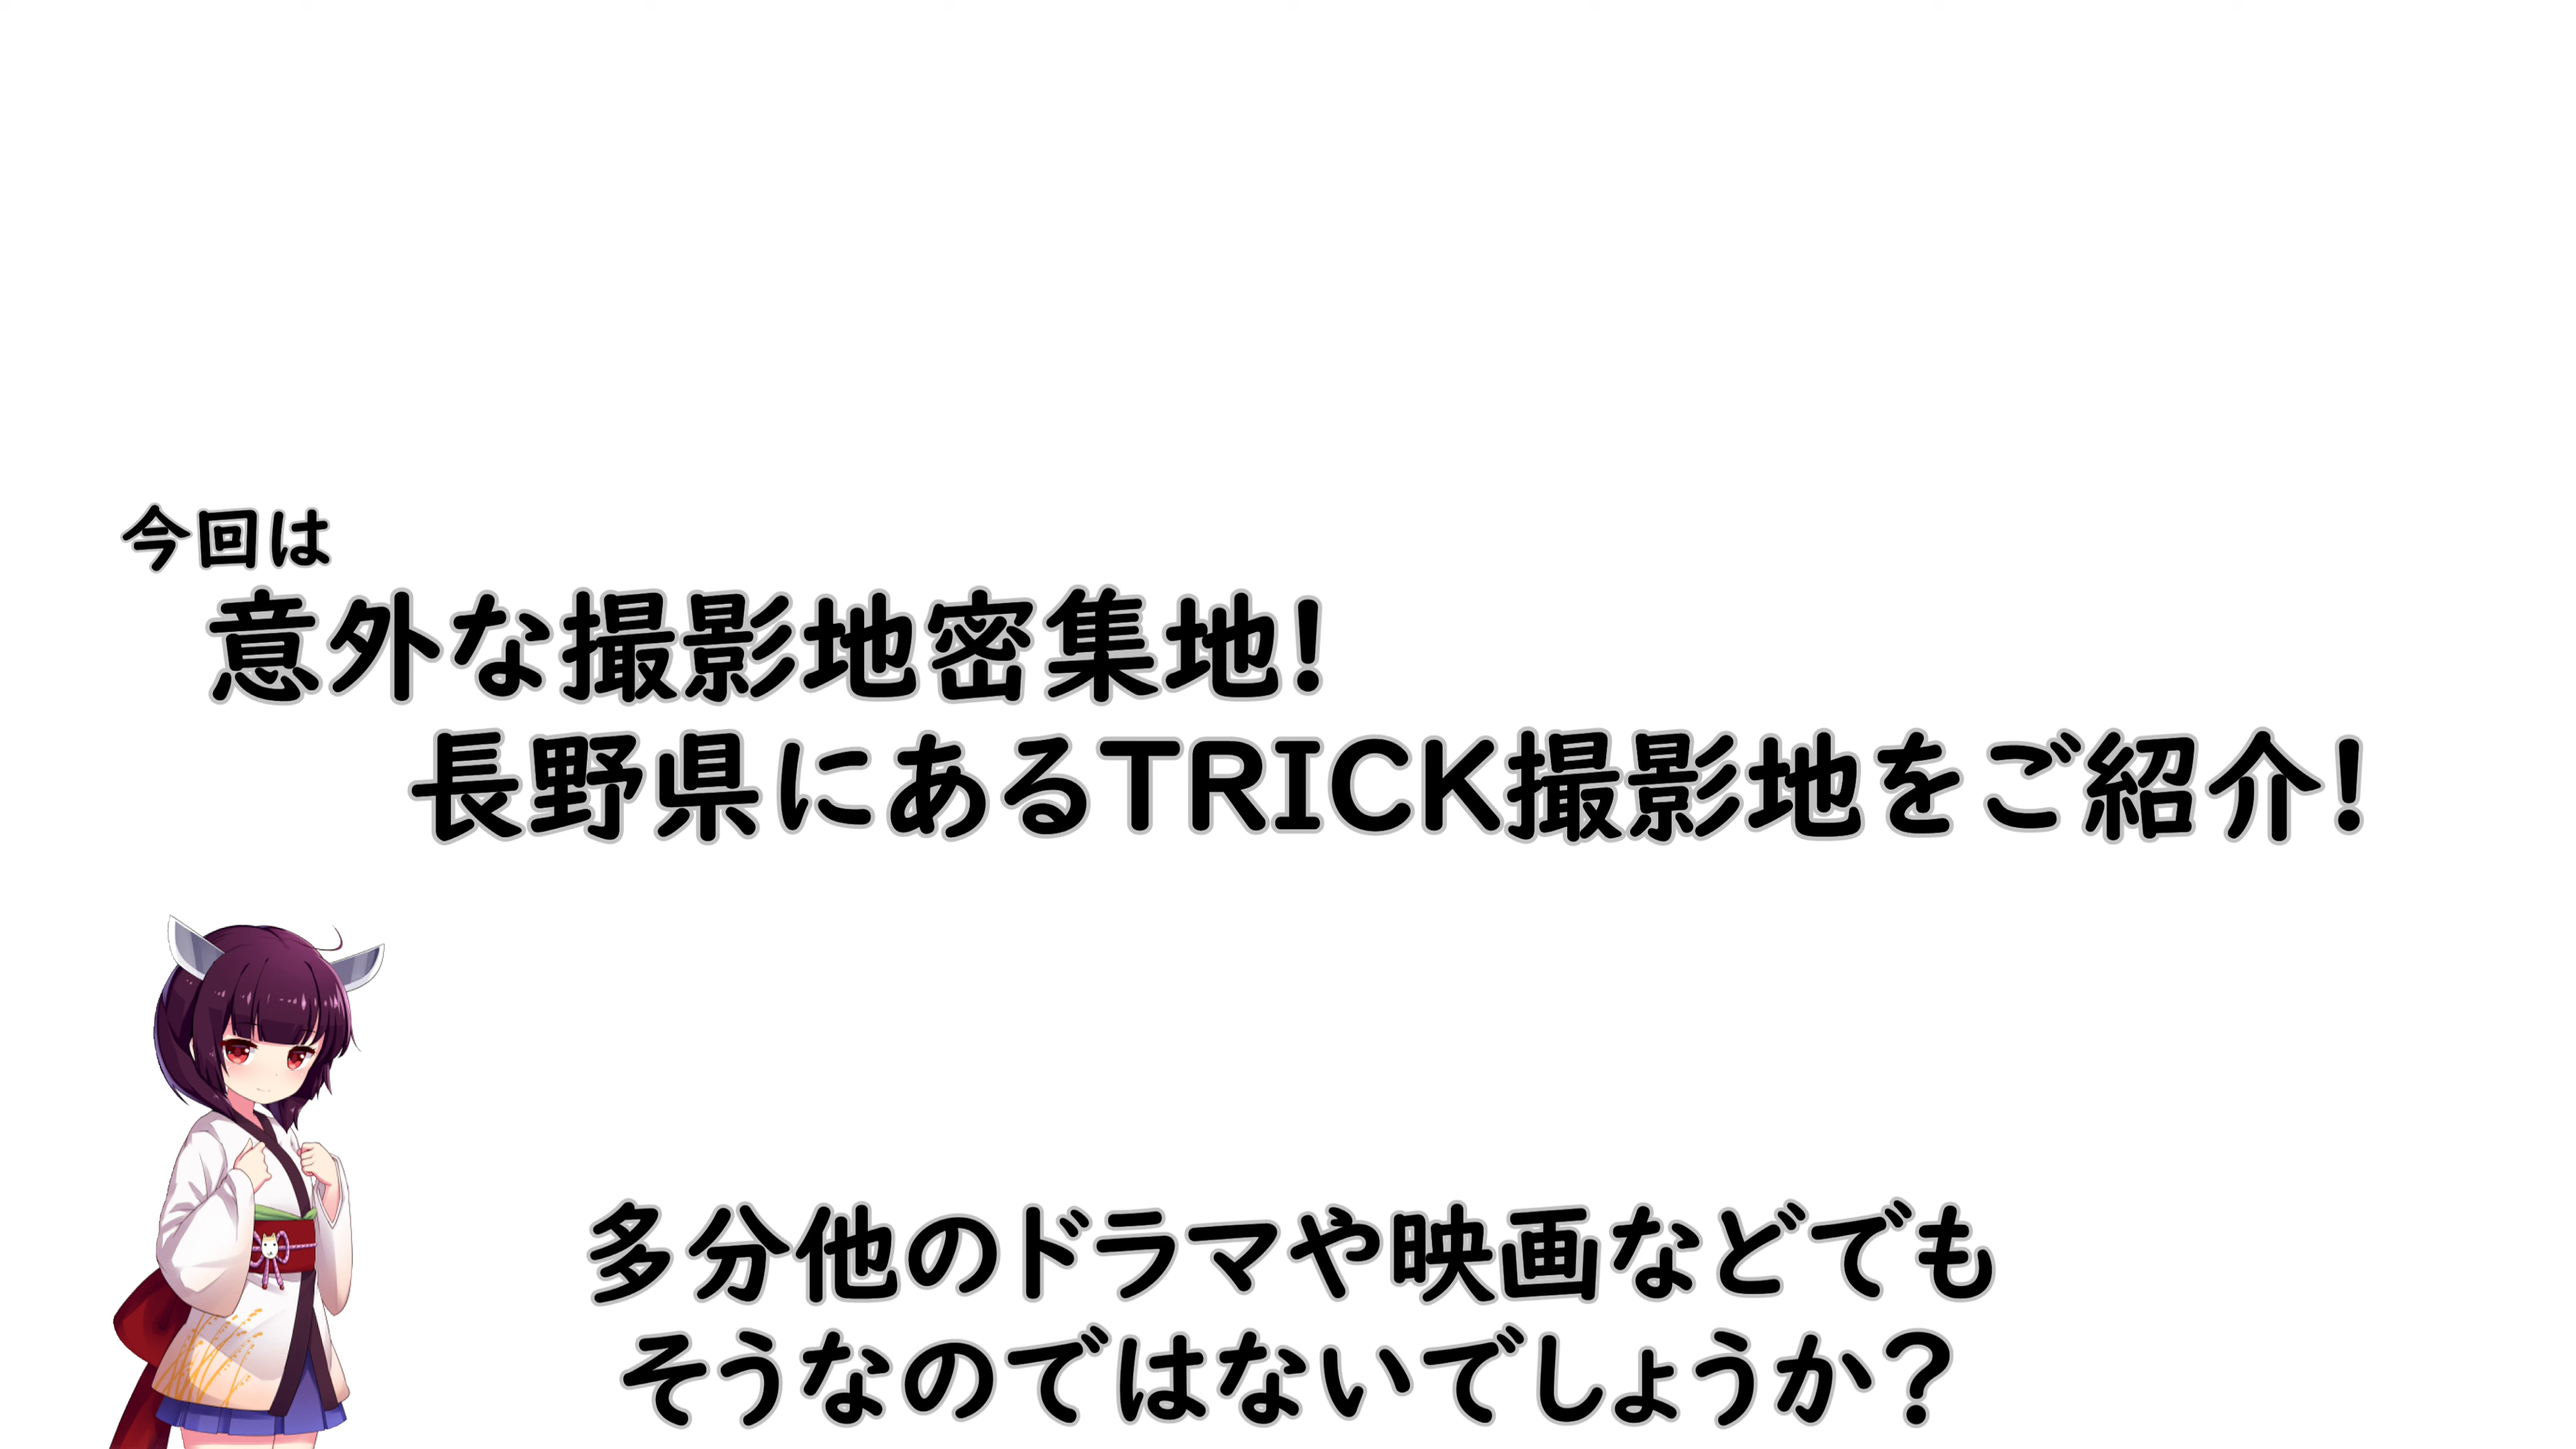 今回は
意外な撮影地密集地！
長野県にあるTRICK撮影地をご紹介！
多分他のドラマや映画などでも
そうなのではないでしょうか？